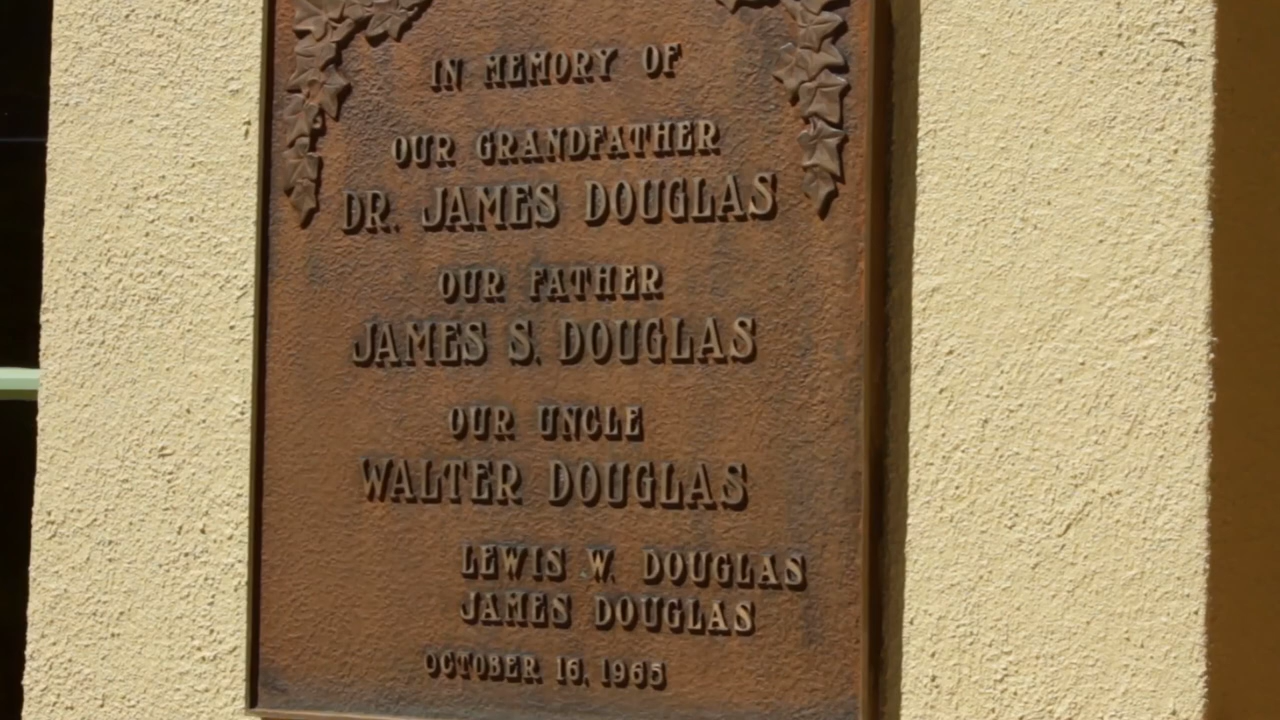 IN MEMORY OF
OUR GRANDFATHER
DR. JAMES DOUGLAS
OUR FATHER
JAMES S. DOUGLAS
OUR UNCLE
WALTER DOUGLAS
LEWIS W. DOUGLAS
JAMES DOUGLAS
OCTOBER 16, 1965